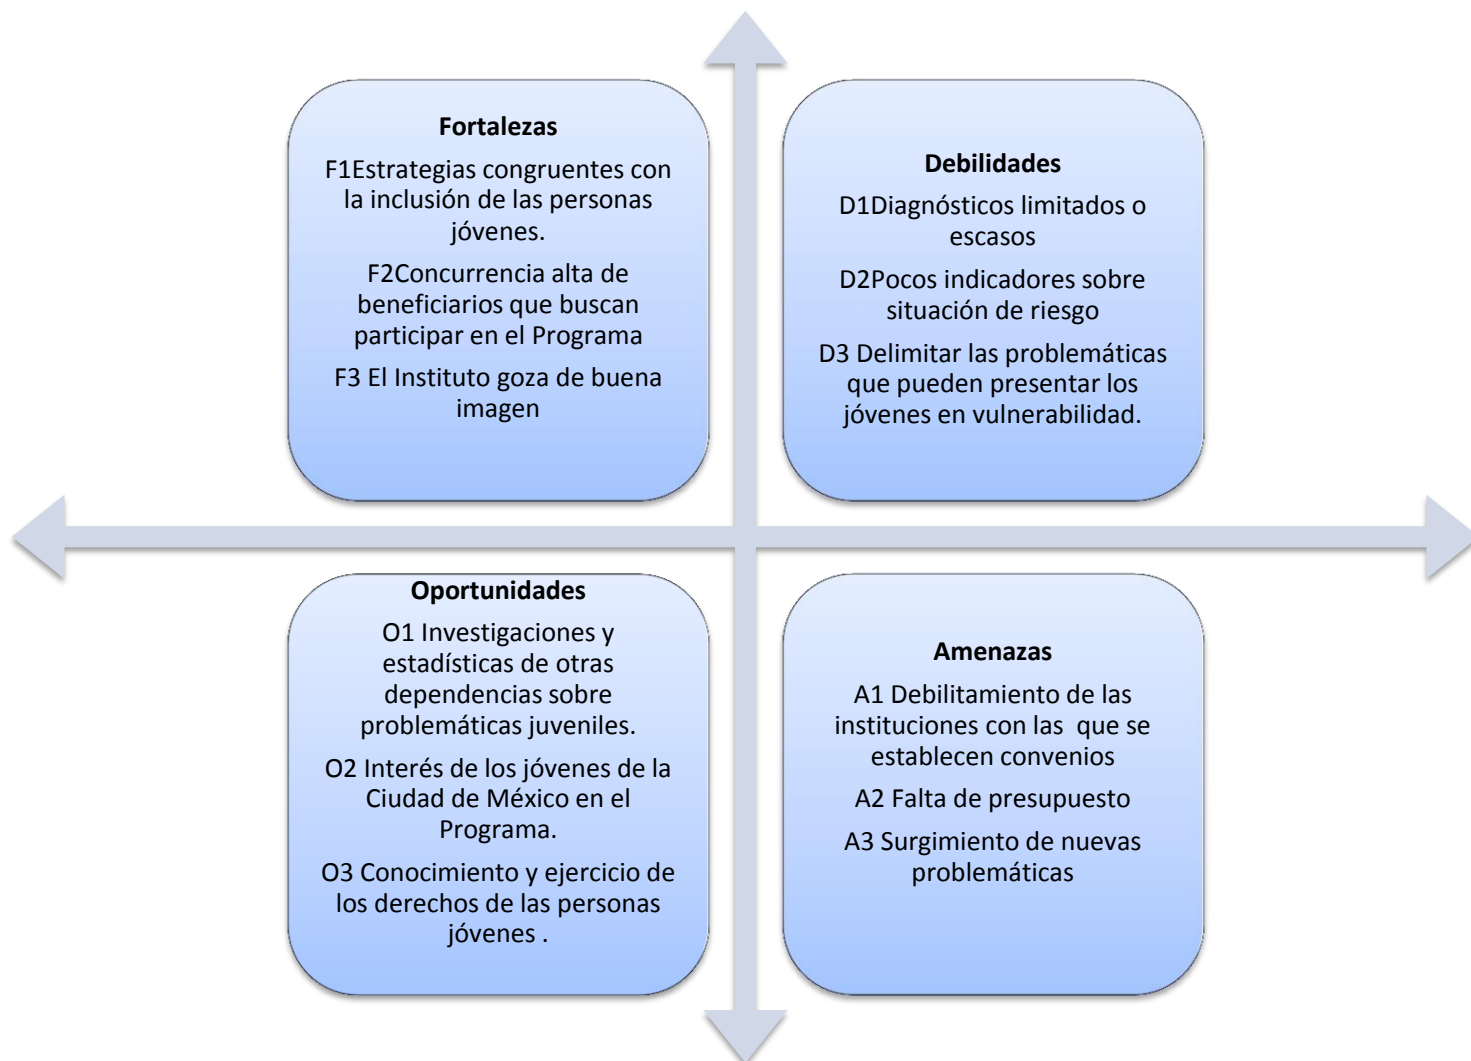 Fortalezas
F1Estrategias congruentes con
la inclusión de las personas
jóvenes.
F2Concurrencia alta de
beneficiarios que buscan
participar en el Programa
F3 El Instituto goza de buena
imagen
Debilidades
D1Diagnósticos limitados o
escasos
D2Pocos indicadores sobre
situación de riesgo
D3 Delimitar las problemáticas
que pueden presentar los
jóvenes en vulnerabilidad.
Oportunidades
O1 Investigaciones y
estadísticas de otras
dependencias sobre
problemáticas juveniles.
O2 Interés de los jóvenes de la
Ciudad de México en el
Programa.
O3 Conocimiento y ejercicio de
los derechos de las personas
jóvenes .
Amenazas
A1 Debilitamiento de las
instituciones con las  que se
establecen convenios
A2 Falta de presupuesto
A3 Surgimiento de nuevas
problemáticas